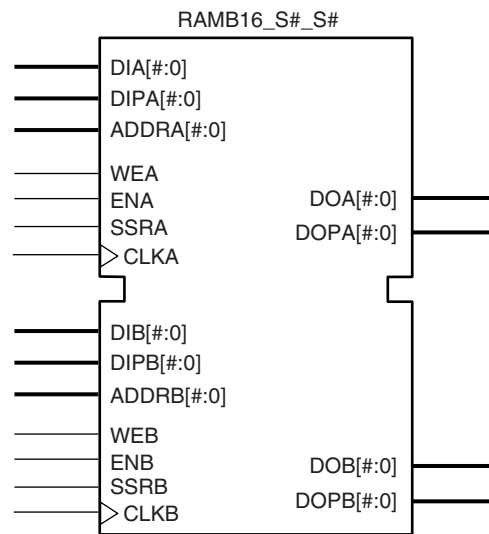 RAMB16_S#_S#
DIA[#:0]
DIPA[#:0]
ADDRA[#:0]
WEA
ENA
SSRA
CLKA
DOA[#:0]
DOPA[#:0]
DIB[#:0]
DIPB[#:0]
ADDRB[#:0]
WEB
ENB
SSRB
CLKB
DOB[#:0]
DOPB[#:0]